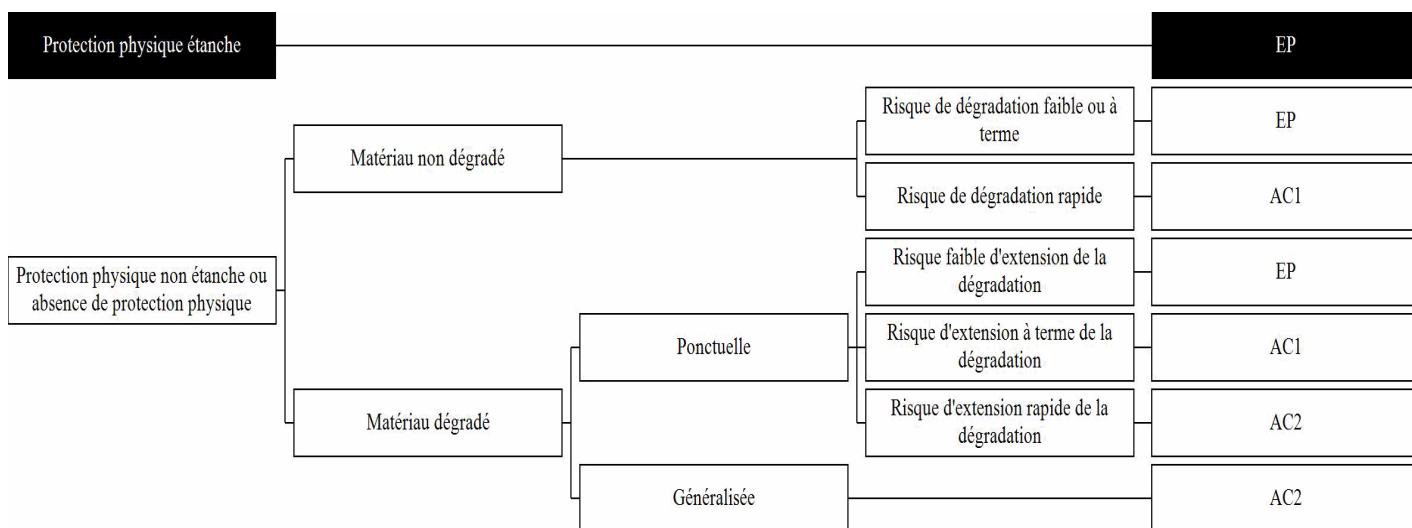 Protection physique étanche
EP
Risque de dégradation faible ou à
terme
EP
Matériau non dégradé
Risque de dégradation rapide
AC1
Protection physique non étanche ou
absence de protection physique
Risque faible d'extension de la
dégradation
EP
Ponctuelle
Risque d'extension à terme de la
dégradation
AC1
Matériau dégradé
Risque d'extension rapide de la
dégradation
AC2
Généralisée
AC2